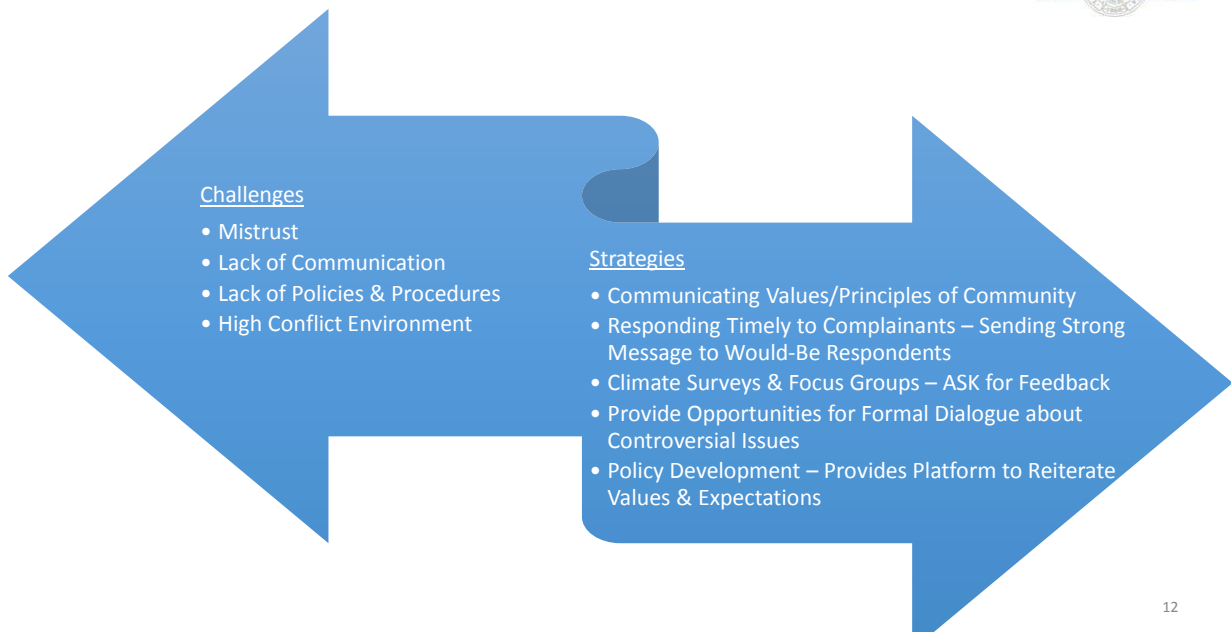 Challenges
• Mistrust
• Lack of Communication
• Lack of Policies & Procedures
• High Conflict Environment
Strategies
• Communicating Values/Principles of Community
• Responding Timely to Complainants – Sending Strong
Message to Would-Be Respondents
• Climate Surveys & Focus Groups – ASK for Feedback
• Provide Opportunities for Formal Dialogue about
Controversial Issues
• Policy Development – Provides Platform to Reiterate
Values & Expectations
12